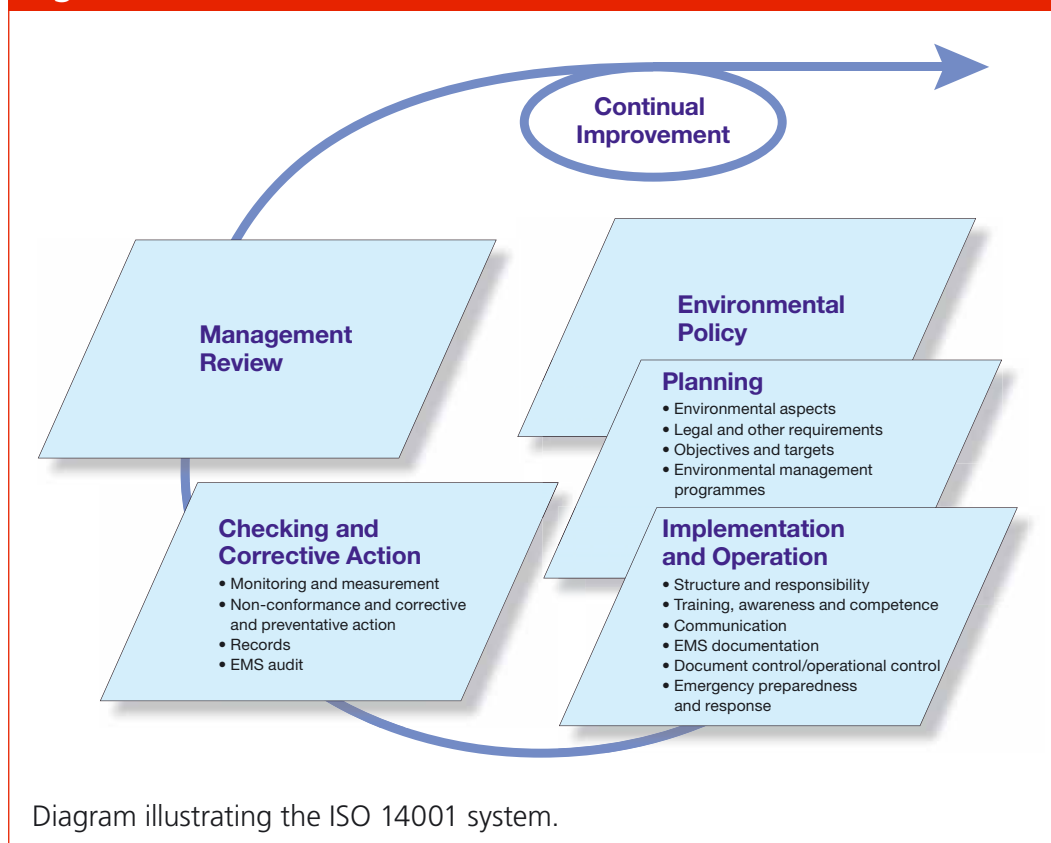 Continual
Improvement
Management
Review
Environmental
Policy
Planning
• Environmental aspects
• Legal and other requirements
• Objectives and targets
• Environmental management
programmes
Checking and
Corrective Action
• Monitoring and measurement
• Non-conformance and corrective
and preventative action
• Records
• EMS audit
Implementation
and Operation
• Structure and responsibility
• Training, awareness and competence
• Communication
• EMS documentation
• Document control/operational control
• Emergency preparedness
and response
Diagram illustrating the ISO 14001 system.